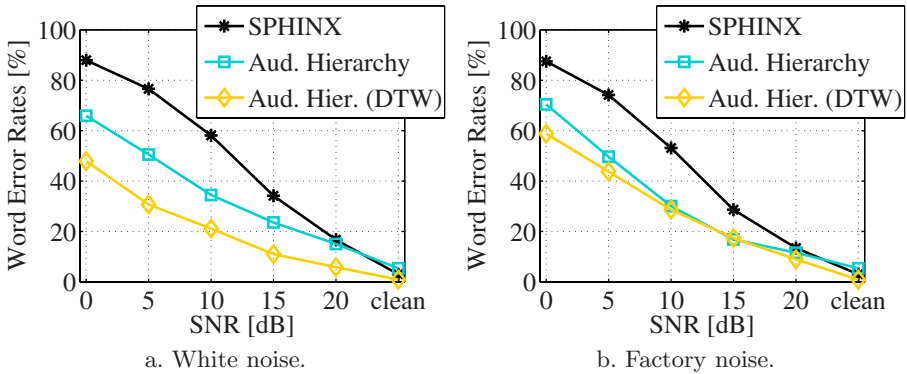 SPHINX
Aud. Hierarchy
Aud. Hier. (DTW)
Word Error Rates [%]
100
80
60
40
20
0
0 5 10 15 20 clean
SNR [dB]
a. White noise.
SPHINX
Aud. Hierarchy
Aud. Hier. (DTW)
Word Error Rates [%]
100
80
60
40
20
0
0 5 10 15 20 clean
SNR [dB]
b. Factory noise.